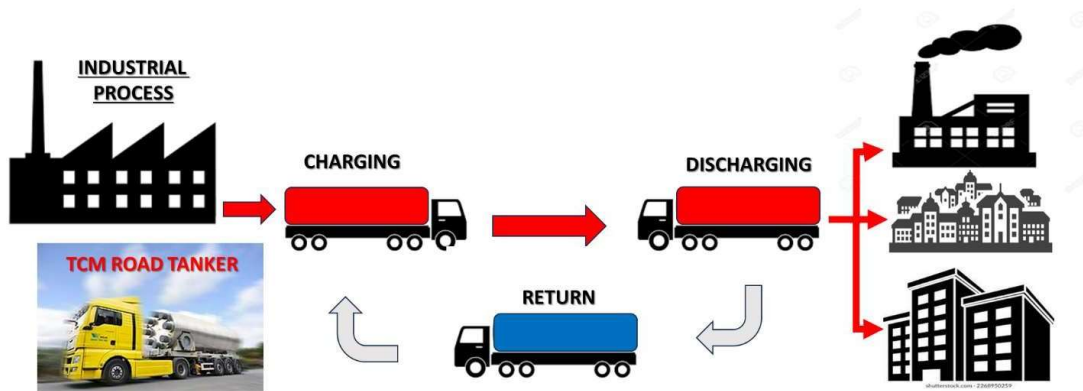 INDUSTRIAL
PROCESS
CHARGING
DISCHARGING
TCM ROAD TANKER
RETURN
shutterstock.com · 2268950259